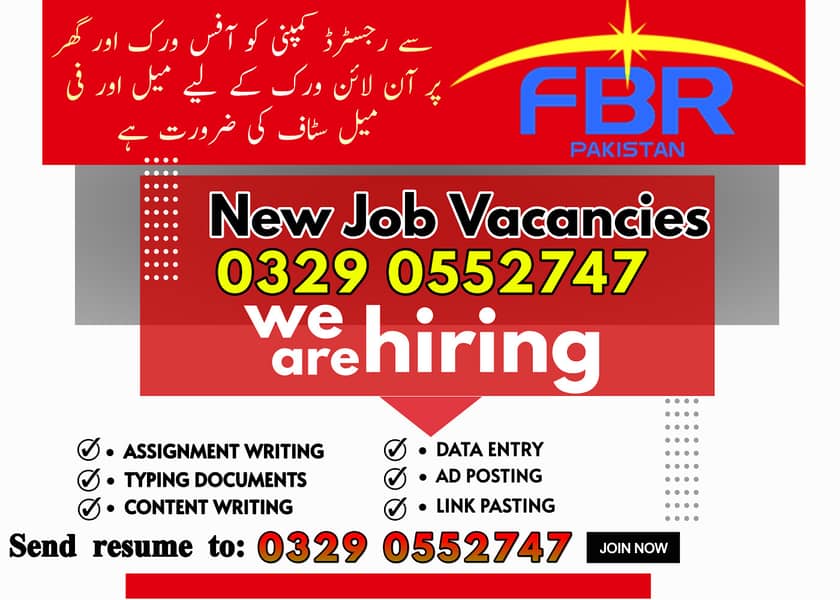 سے رجسٹرڈ کمپنی کو آفس ورک اور گھر
پر آن لائن ورک کے لیے میل اور فی
میل سٹاف کی ضرورت ہے
FBR
PAKISTAN
New Job Vacancies
0329 0552747
we
are hiring
• ASSIGNMENT WRITING
• TYPING DOCUMENTS
• CONTENT WRITING
• DATA ENTRY
• AD POSTING
• LINK PASTING
Send resume to: 0329 0552747 JOIN NOW